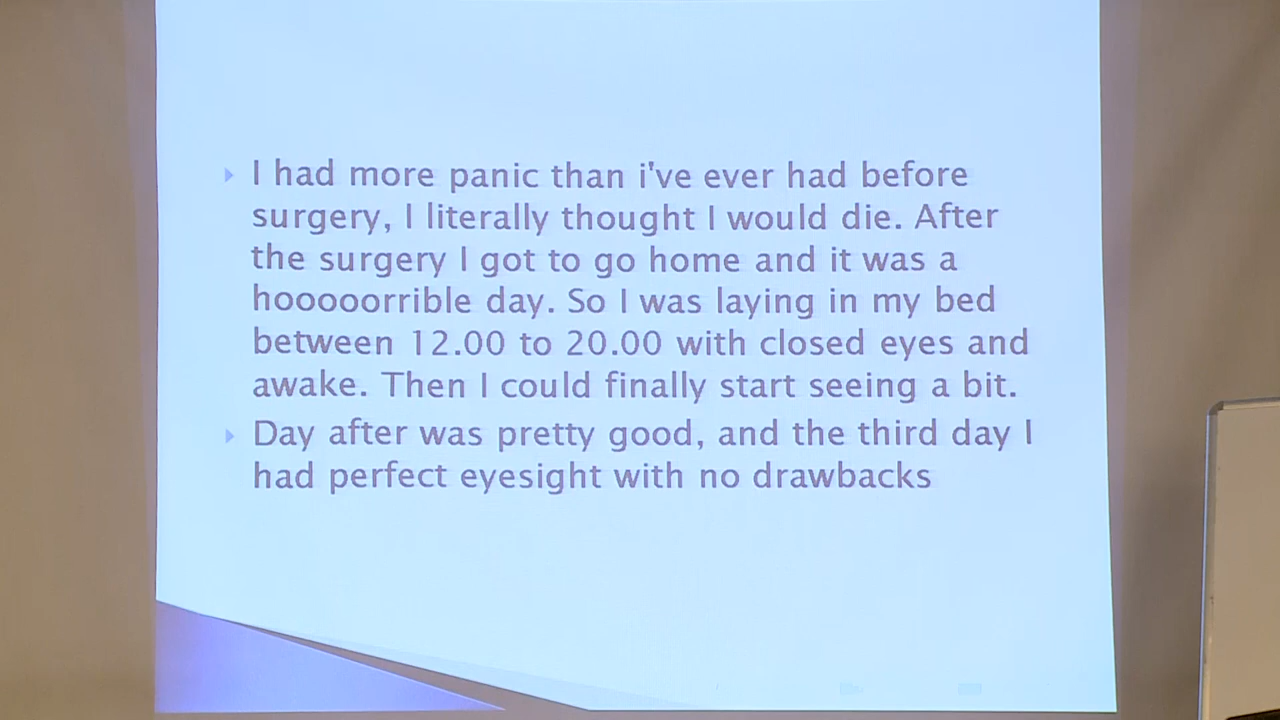 I had more panic than i've ever had before
surgery, I literally thought I would die. After
the surgery I got to go home and it was a
hooooorrible day. So I was laying in my bed
between 12.00 to 20.00 with closed eyes and
awake. Then I could finally start seeing a bit.
Day after was pretty good, and the third day I
had perfect eyesight with no drawbacks